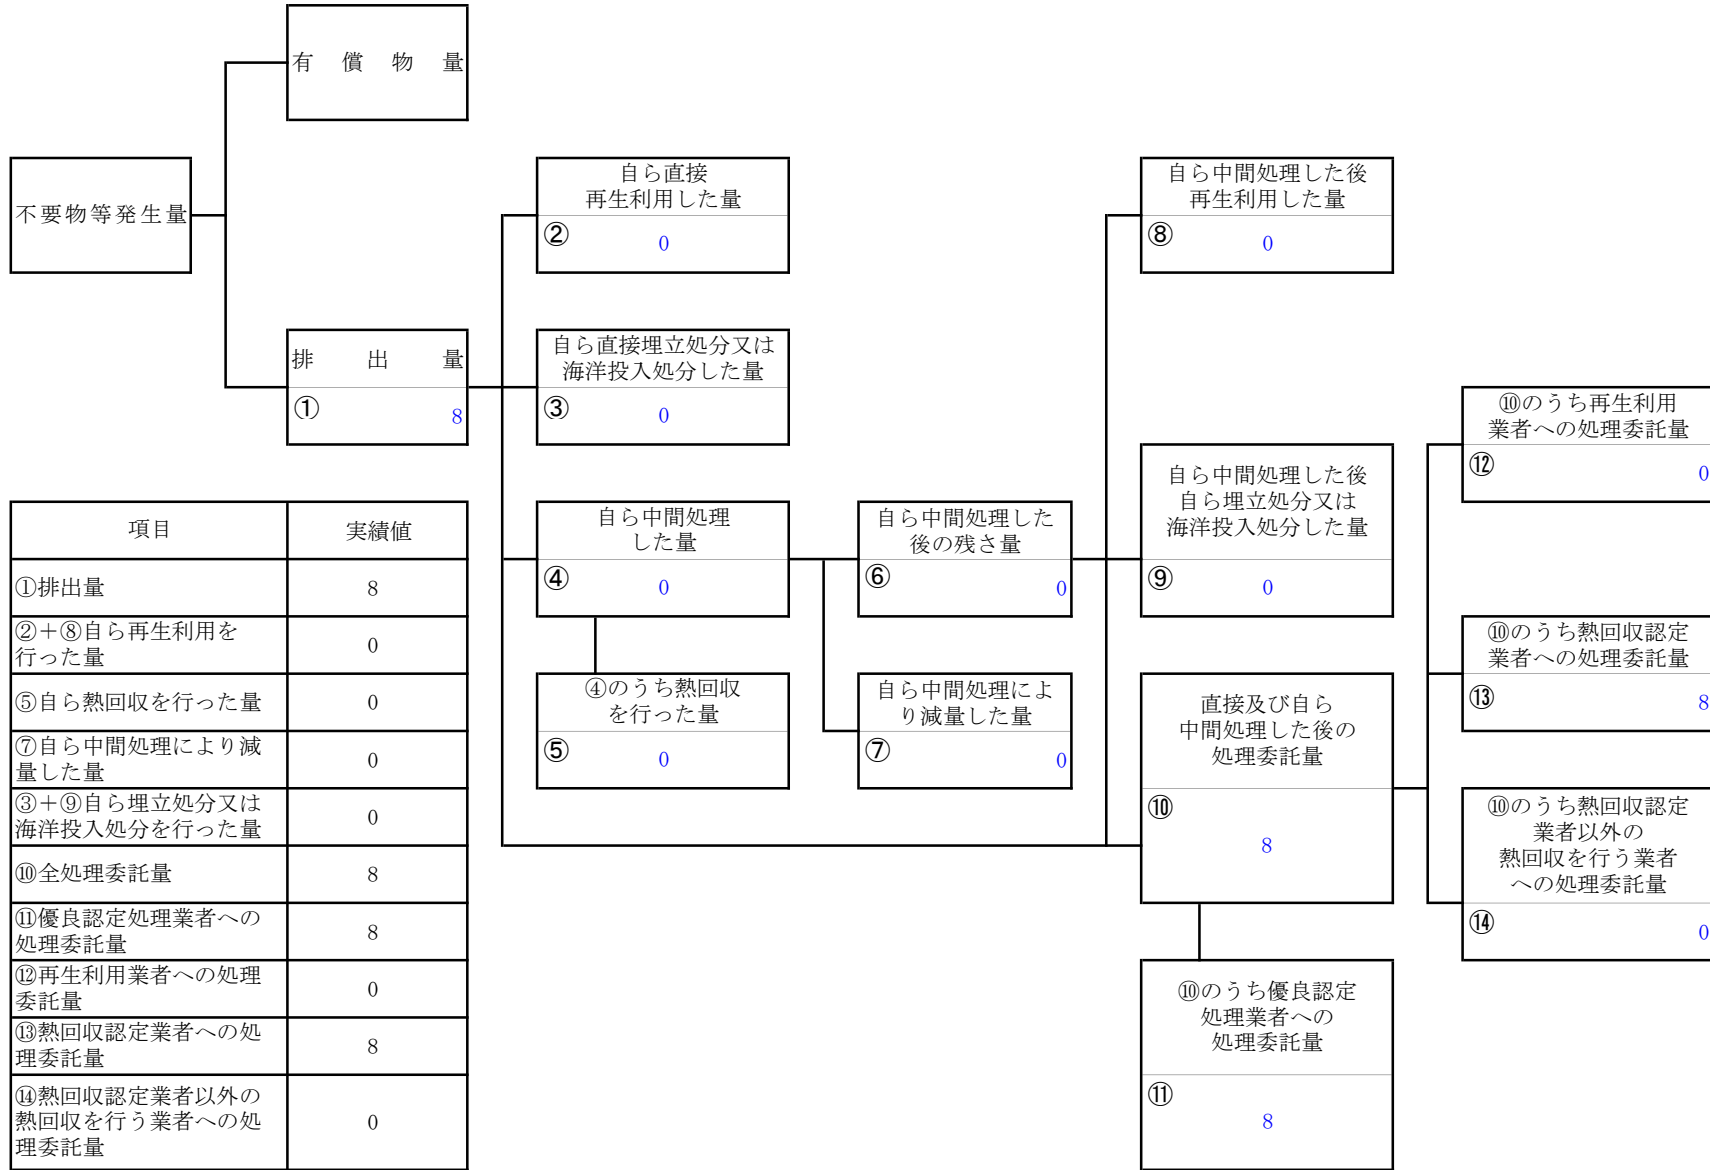 有償物量
不要物等発生量
排出量
① 8
自ら直接
再生利用した量
② 0
自ら直接埋立処分又は
海洋投入処分した量
③ 0
自ら中間処理
した量
④ 0
④のうち熱回収
を行った量
⑤ 0
自ら中間処理した
後の残さ量
⑥ 0
自ら中間処理によ
り減量した量
⑦ 0
自ら中間処理した後
再生利用した量
⑧ 0
自ら中間処理した後
自ら埋立処分又は
海洋投入処分した量
⑨ 0
直接及び自ら
中間処理した後の
処理委託量
⑩
8
⑩のうち優良認定
処理業者への
処理委託量
⑪
8
⑩のうち再生利用
業者への処理委託量
⑫ 0
⑩のうち熱回収認定
業者への処理委託量
⑬ 8
⑩のうち熱回収認定
業者以外の
熱回収を行う業者
への処理委託量
⑭ 0
項目 実績値
①排出量 8
②＋⑧自ら再生利用を
行った量 0
⑤自ら熱回収を行った量 0
⑦自ら中間処理により減
量した量 0
③＋⑨自ら埋立処分又は
海洋投入処分を行った量 0
⑩全処理委託量 8
⑪優良認定処理業者への
処理委託量 8
⑫再生利用業者への処理
委託量 0
⑬熱回収認定業者への処
理委託量 8
⑭熱回収認定業者以外の
熱回収を行う業者への処
理委託量 0